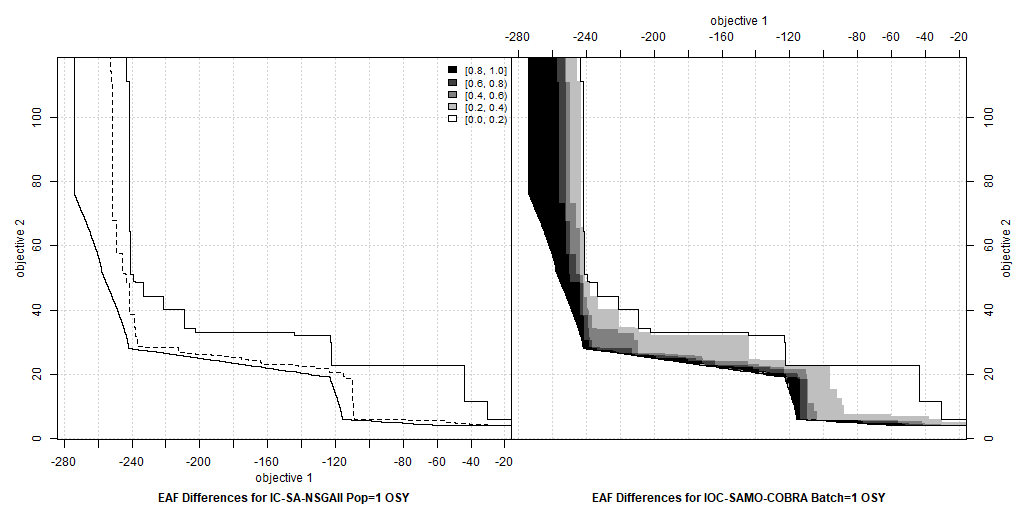 objective 1
-280 -240 -200 -160 -120 -80 -60 -40 -20
[0.8, 1.0]
[0.6, 0.8)
[0.4, 0.6)
[0.2, 0.4)
[0.0, 0.2)
objective 2
0 20 40 60 80 100
-280 -240 -200 -160 -120 -80 -60 -40 -20
objective 1
EAF Differences for IC-SA-NSGAII Pop=1 OSY
0 20 40 60 80 100
objective 2
EAF Differences for IOC-SAMO-COBRA Batch=1 OSY